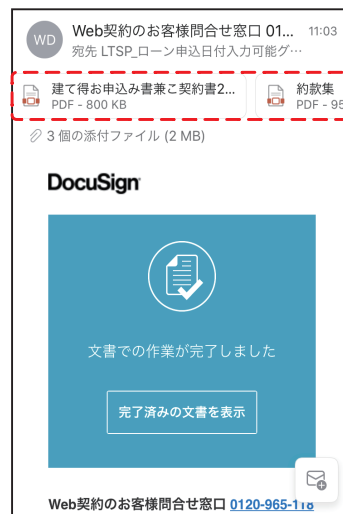 WD
Web契約のお客様問合せ窓口 01... 11:03
宛先 LTSP_ローン申込日付入力可能グ…
建て得お申込み書兼ご契約書2... 約款集
PDF - 800 KB PDF - 95
3 個の添付ファイル (2 MB)
DocuSign
文書での作業が完了しました
完了済みの文書を表示
Web契約のお客様問合せ窓口 0120-965-118